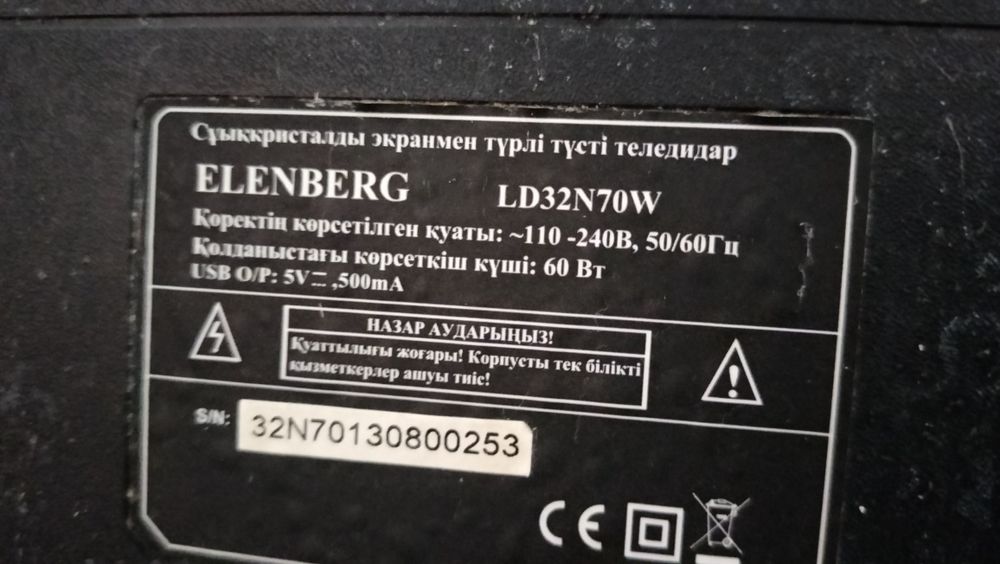 Сұықкристалды экранмен түрлі түсті теледидар
ELENBERG LD32N70W
Қоректің көрсетілген қуаты: ~110 -240В, 50/60Гц
Қолданыстағы көрсеткіш күші: 60 Вт
USB O/P: 5V⎓,500mA
НАЗАР АУДАРЫҢЫЗ!
Қуаттылығы жоғары! Корпусты тек білікті
қызметкерлер ашуы тиіс!
S/N: 32N70130800253
CE